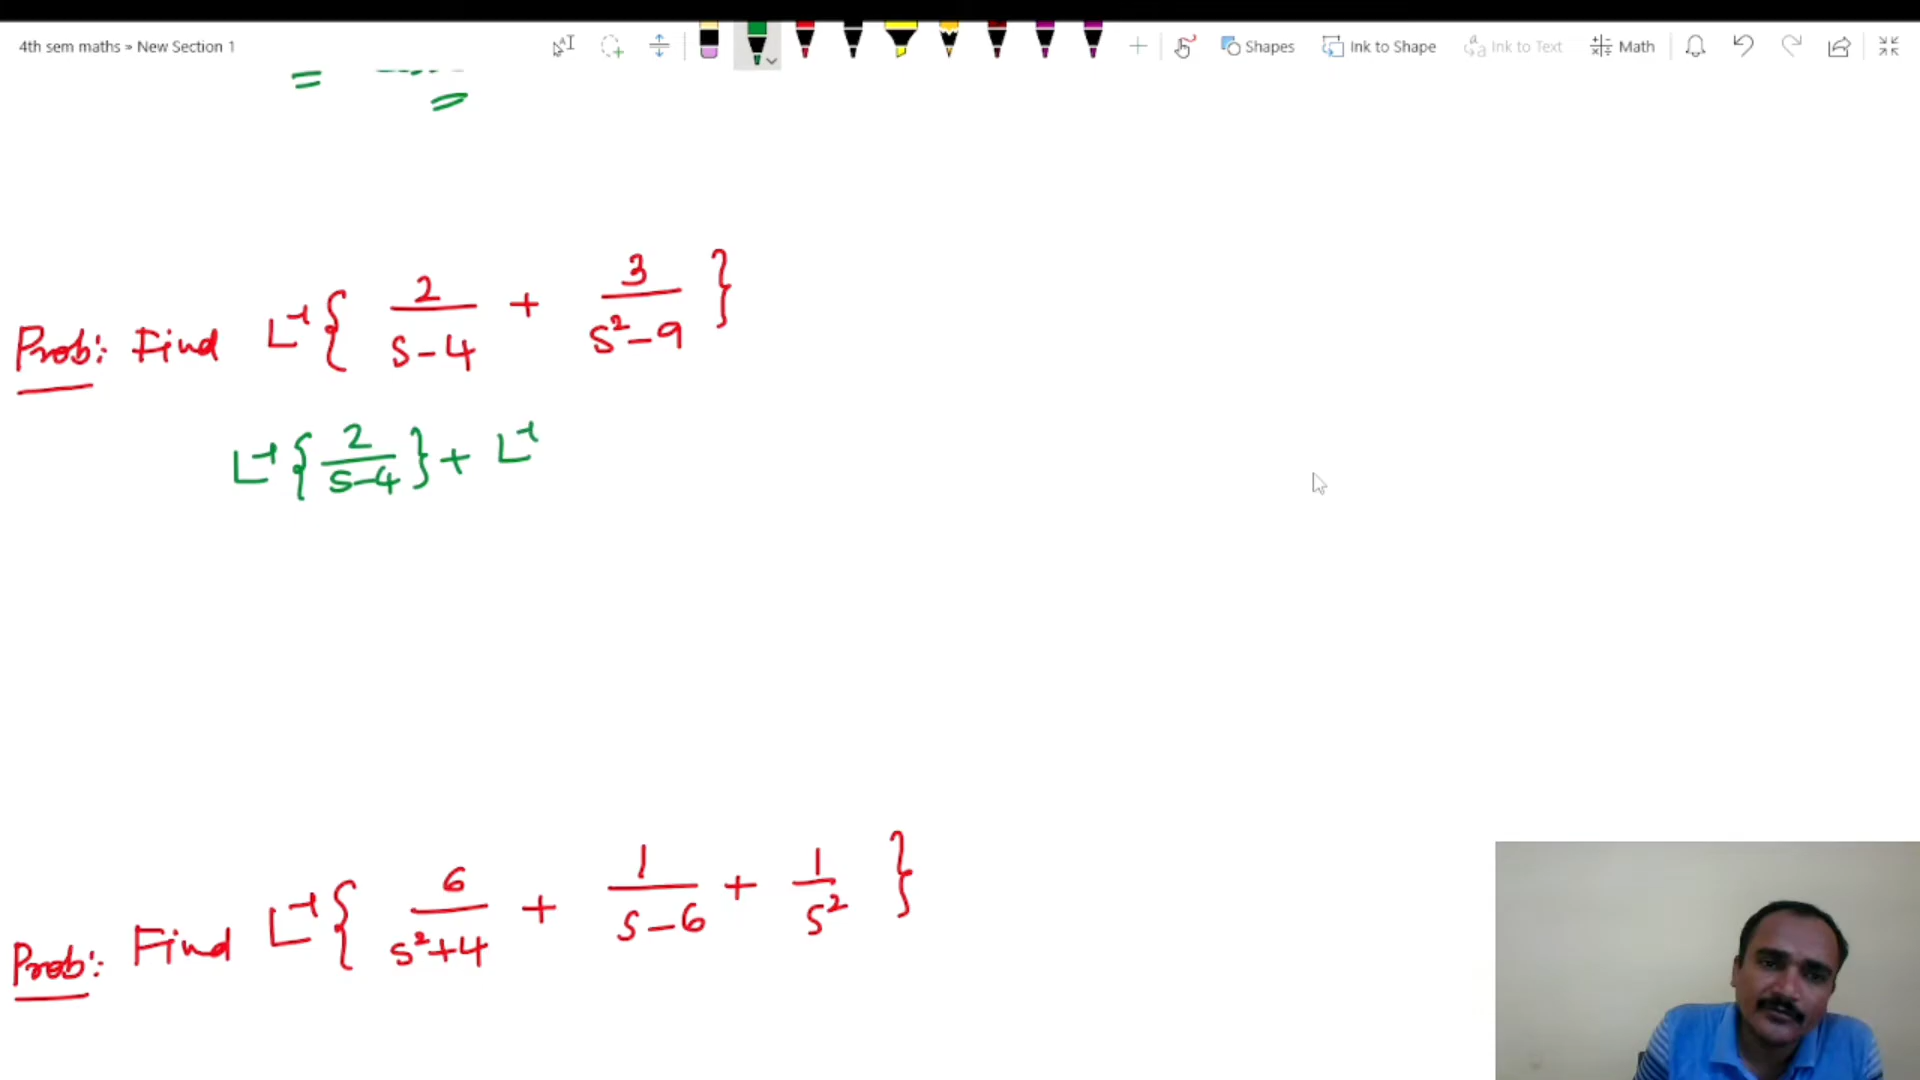 4th sem maths » New Section 1
Shapes
Ink to Shape
Ink to Text
Math
=
Prob: Find L⁻¹{ 2/(s-4) + 3/(s²-9) }
L⁻¹{ 2/(s-4) } + L⁻¹
Prob: Find L⁻¹{ 6/(s²+4) + 1/(s-6) + 1/s² }